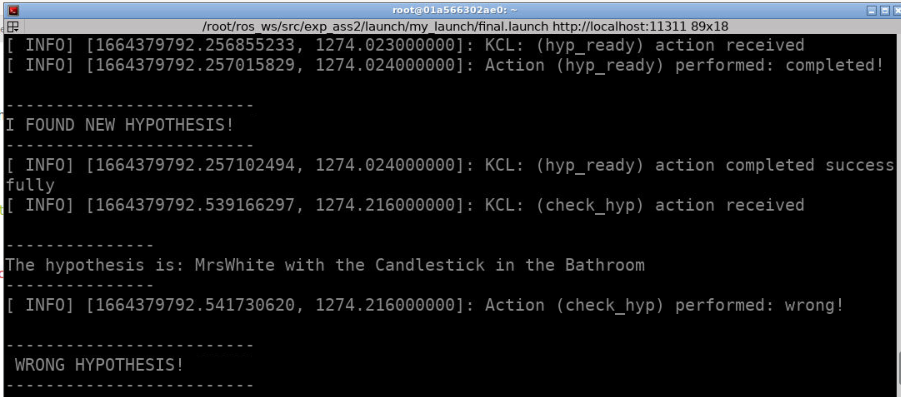 root@01a566302ae0: ~
/root/ros_ws/src/exp_ass2/launch/my_launch/final.launch http://localhost:11311 89x18
[ INFO] [1664379792.256855233, 1274.023000000]: KCL: (hyp_ready) action received
[ INFO] [1664379792.257015829, 1274.024000000]: Action (hyp_ready) performed: completed!
-------------------------
I FOUND NEW HYPOTHESIS!
-------------------------
[ INFO] [1664379792.257102494, 1274.024000000]: KCL: (hyp_ready) action completed success
fully
[ INFO] [1664379792.539166297, 1274.216000000]: KCL: (check_hyp) action received
---------------
The hypothesis is: MrsWhite with the Candlestick in the Bathroom
---------------
[ INFO] [1664379792.541730620, 1274.216000000]: Action (check_hyp) performed: wrong!
-------------------------
WRONG HYPOTHESIS!
-------------------------